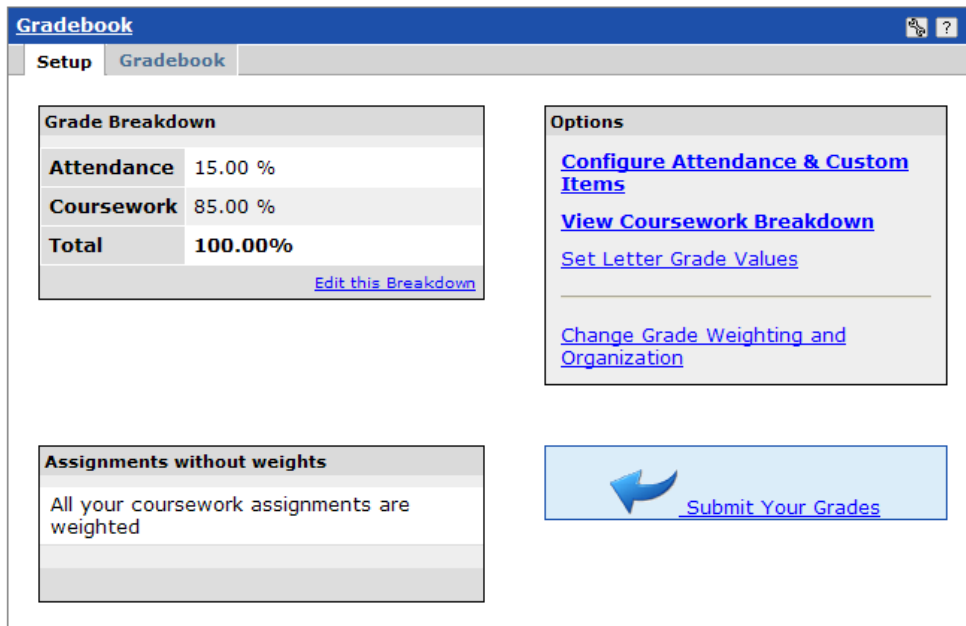 Gradebook
?
Setup Gradebook
Grade Breakdown
Attendance 15.00 %
Coursework 85.00 %
Total 100.00%
Edit this Breakdown
Options
Configure Attendance & Custom
Items
View Coursework Breakdown
Set Letter Grade Values
Change Grade Weighting and
Organization
Assignments without weights
All your coursework assignments are
weighted
Submit Your Grades